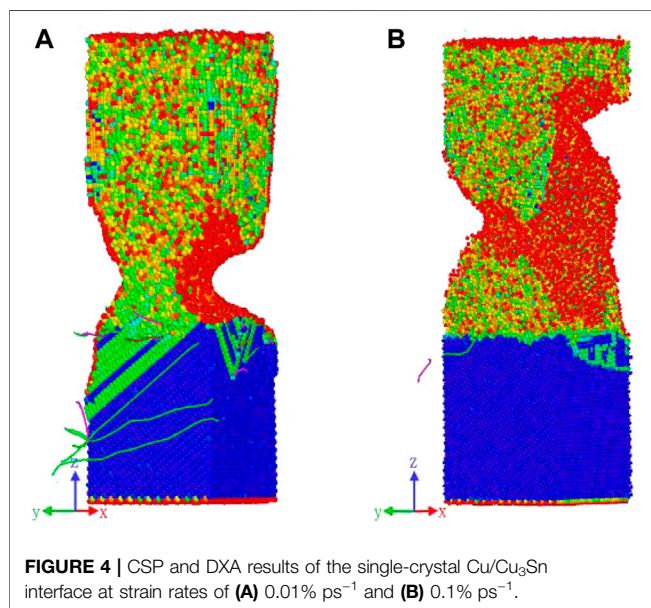 A
B
z
y
x
z
y
x
FIGURE 4 | CSP and DXA results of the single-crystal Cu/Cu₃Sn
interface at strain rates of (A) 0.01% ps⁻¹ and (B) 0.1% ps⁻¹.